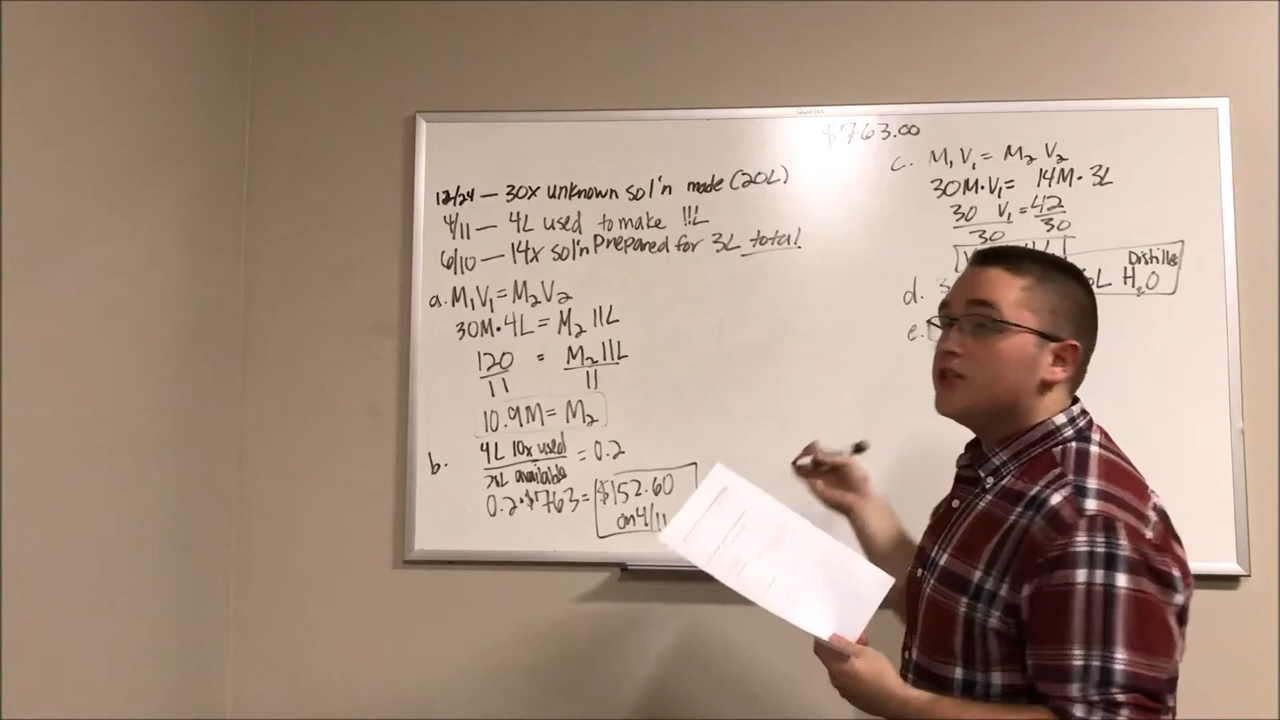 Quartet
$763.00
12/24 — 30x unknown sol'n made (20L)
4/11 — 4L used to make 11L
6/10 — 14x sol'n Prepared for 3L total
a. M₁V₁ = M₂V₂
30M·4L = M₂ 11L
120 = M₂ 11L
11 11
10.9M = M₂
b. 4L 10x used = 0.2
L available
0.2·$763 = $152.60
on 4/11
c. M₁V₁ = M₂ V₂
30M·V₁ = 14M·3L
30 V₁ = 42
30 30
d. L H₂O
e.